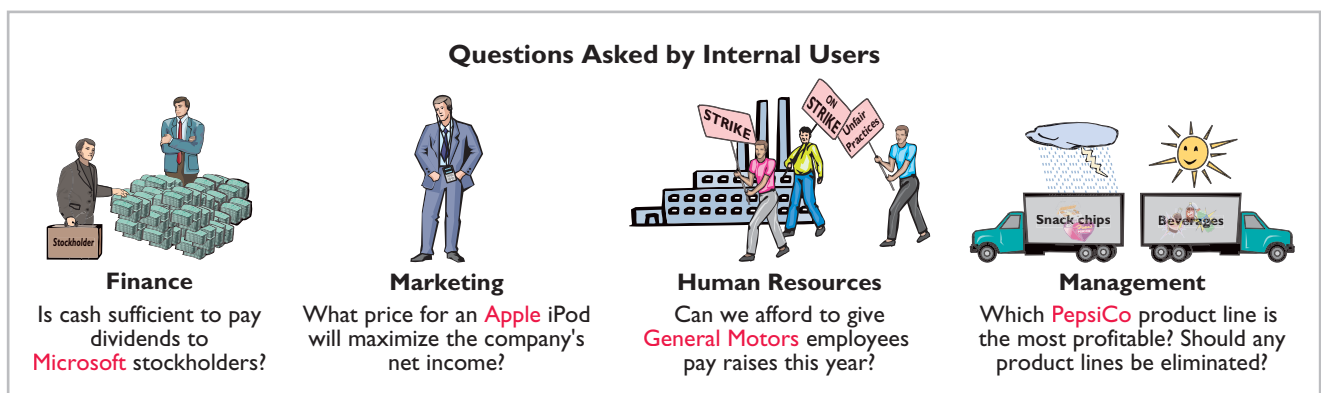 Questions Asked by Internal Users
STRIKE
ON
STRIKE
Unfair
Practices
Snack chips
Beverages
Stockholder
Finance
Is cash sufficient to pay
dividends to
Microsoft stockholders?
Marketing
What price for an Apple iPod
will maximize the company's
net income?
Human Resources
Can we afford to give
General Motors employees
pay raises this year?
Management
Which PepsiCo product line is
the most profitable? Should any
product lines be eliminated?